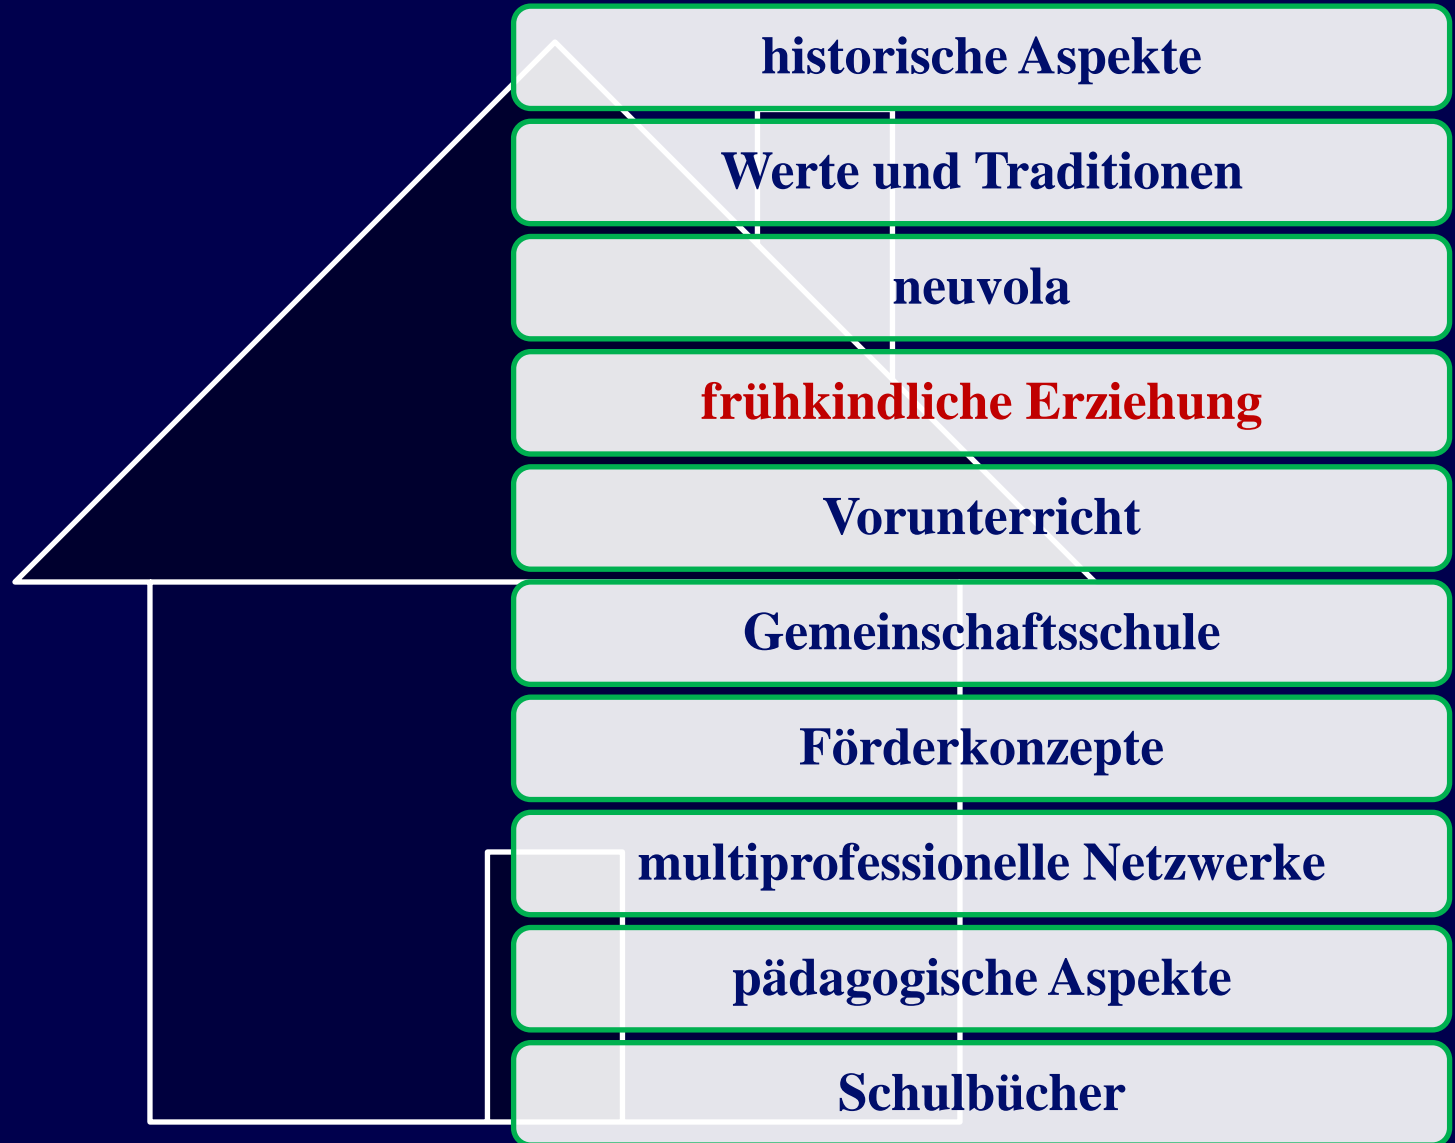 historische Aspekte
Werte und Traditionen
neuvola
frühkindliche Erziehung
Vorunterricht
Gemeinschaftsschule
Förderkonzepte
multiprofessionelle Netzwerke
pädagogische Aspekte
Schulbücher